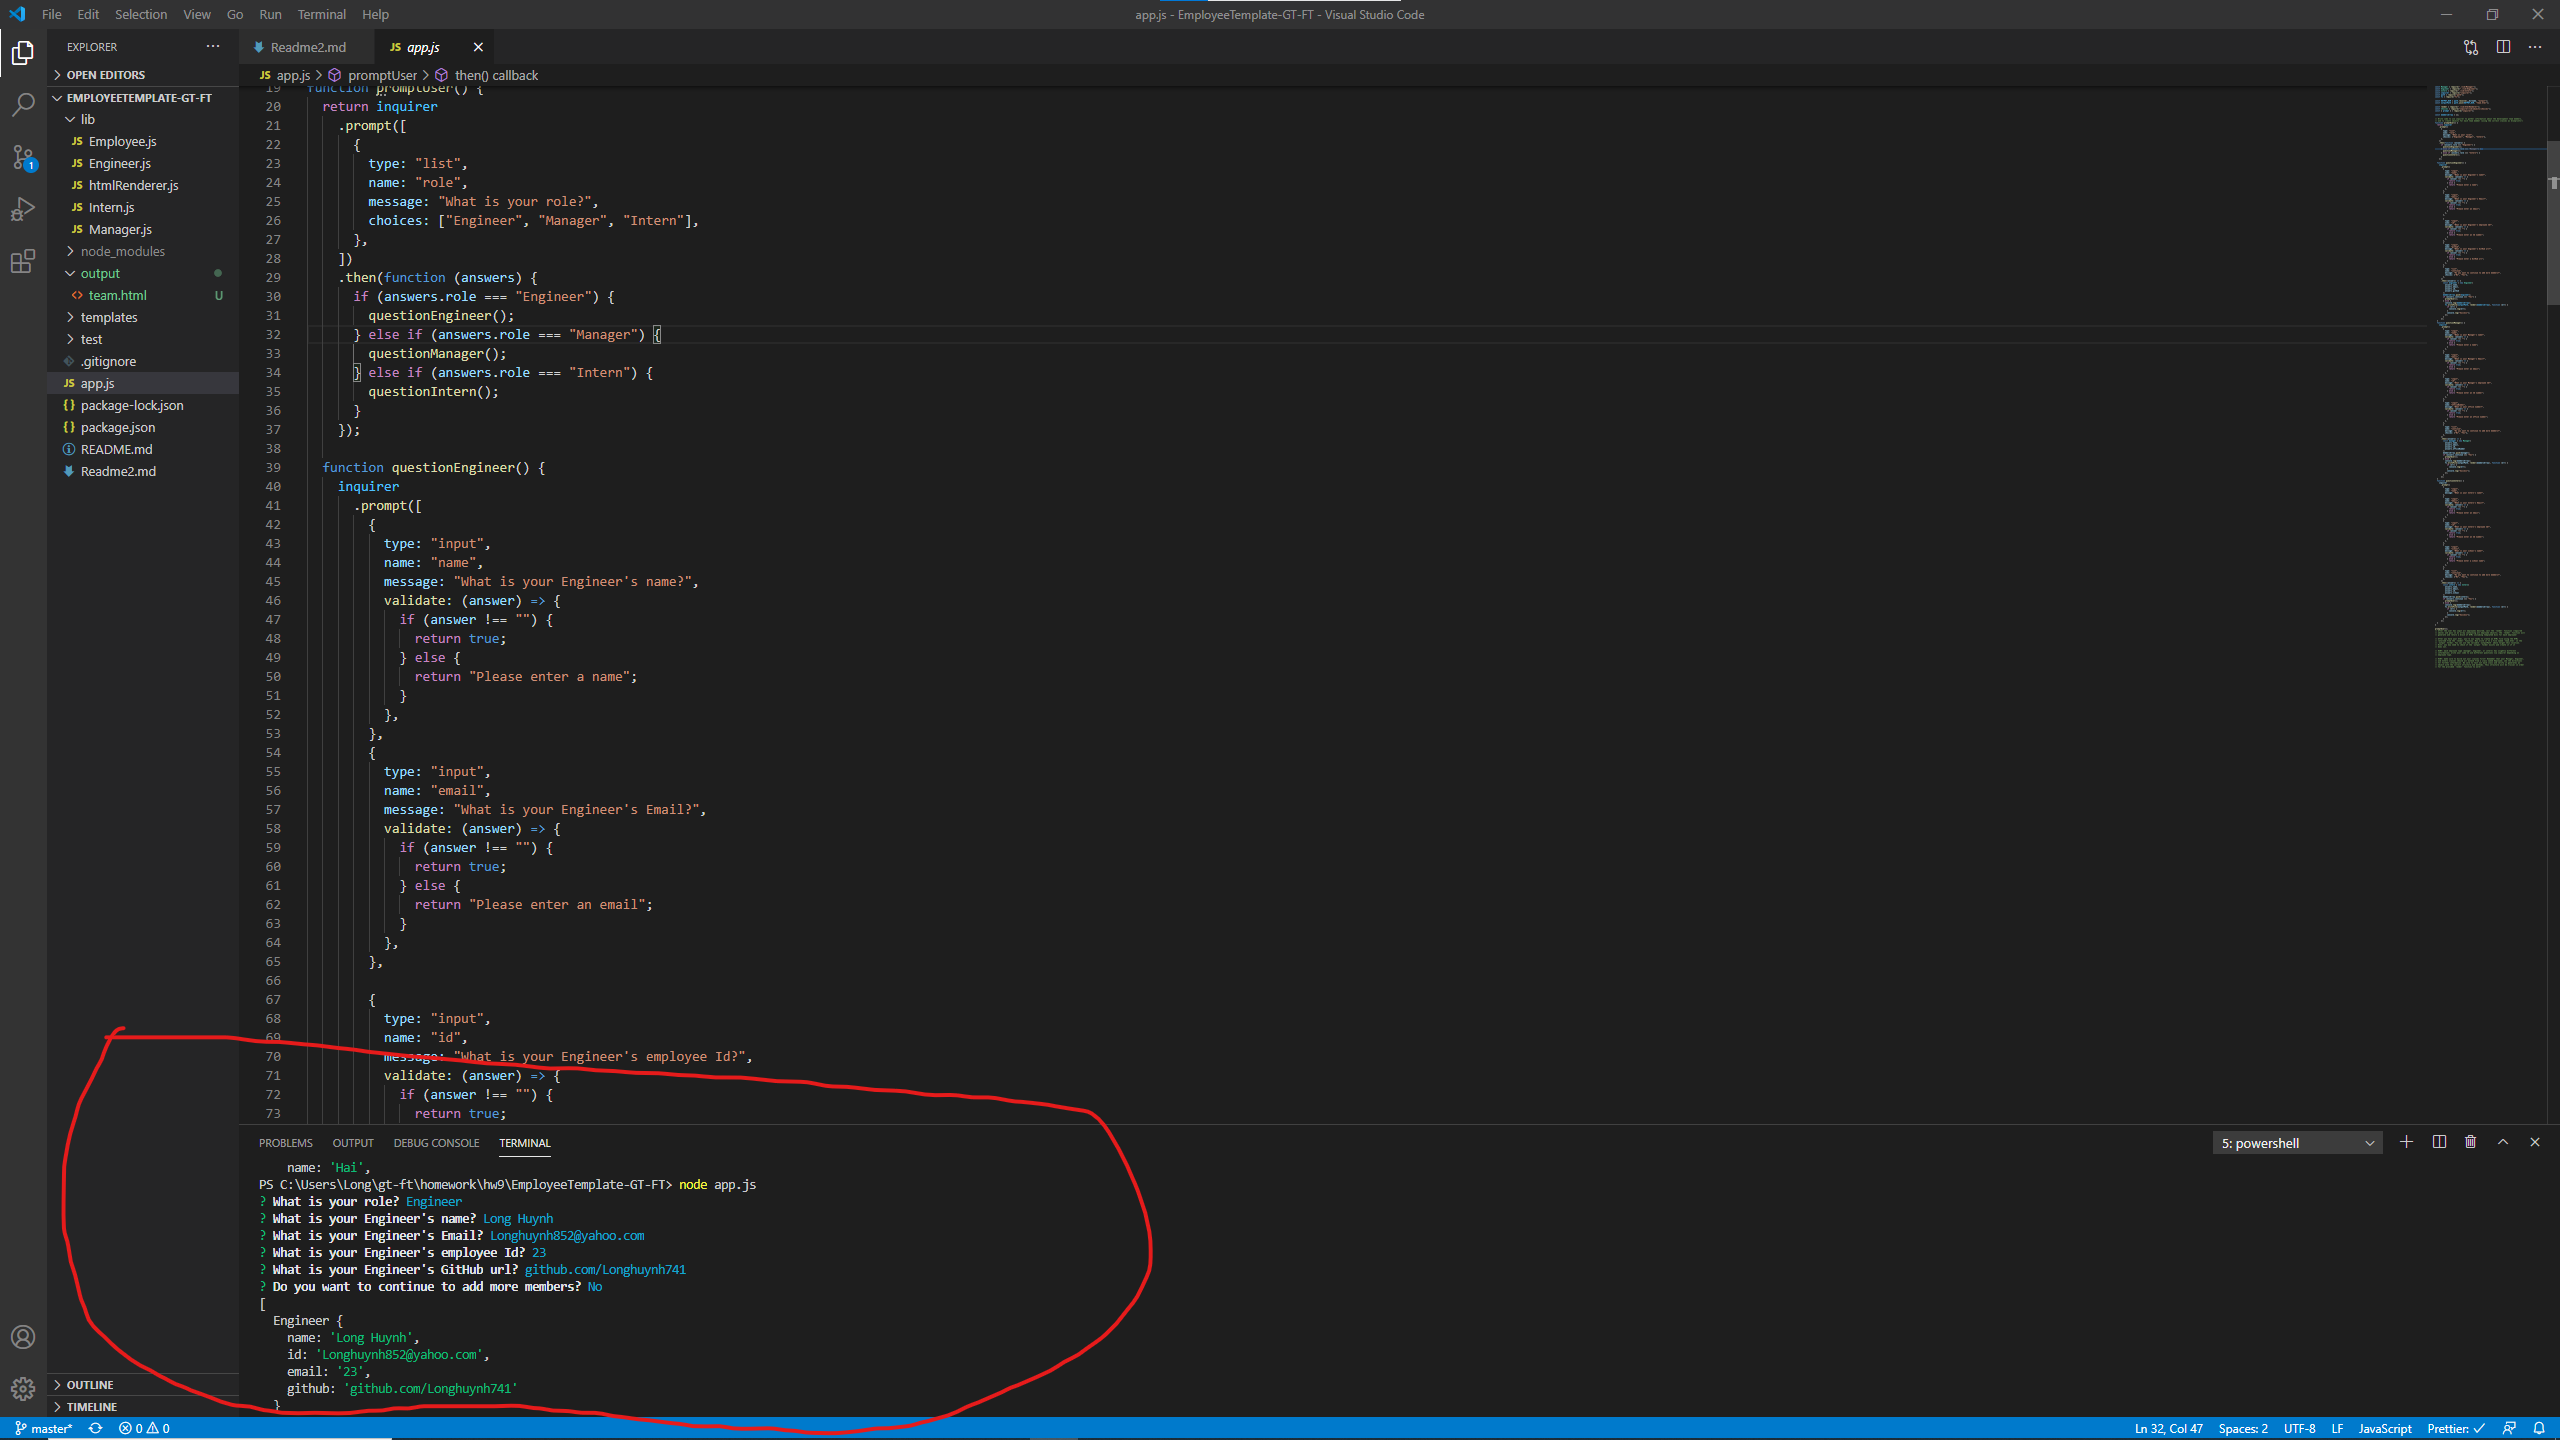 File Edit Selection View Go Run Terminal Help
app.js - EmployeeTemplate-GT-FT - Visual Studio Code
EXPLORER
OPEN EDITORS
EMPLOYEETEMPLATE-GT-FT
lib
JS Employee.js
JS Engineer.js
JS htmlRenderer.js
JS Intern.js
JS Manager.js
node_modules
output
<> team.html U
templates
test
.gitignore
JS app.js
{} package-lock.json
{} package.json
README.md
Readme2.md
OUTLINE
TIMELINE
1
Readme2.md
JS app.js
JS app.js > promptUser > then() callback
19 function promptUser() {
20 return inquirer
21 .prompt([
22 {
23 type: "list",
24 name: "role",
25 message: "What is your role?",
26 choices: ["Engineer", "Manager", "Intern"],
27 },
28 ])
29 .then(function (answers) {
30 if (answers.role === "Engineer") {
31 questionEngineer();
32 } else if (answers.role === "Manager") {
33 questionManager();
34 } else if (answers.role === "Intern") {
35 questionIntern();
36 }
37 });
38
39 function questionEngineer() {
40 inquirer
41 .prompt([
42 {
43 type: "input",
44 name: "name",
45 message: "What is your Engineer's name?",
46 validate: (answer) => {
47 if (answer !== "") {
48 return true;
49 } else {
50 return "Please enter a name";
51 }
52 },
53 },
54 {
55 type: "input",
56 name: "email",
57 message: "What is your Engineer's Email?",
58 validate: (answer) => {
59 if (answer !== "") {
60 return true;
61 } else {
62 return "Please enter an email";
63 }
64 },
65 },
66
67 {
68 type: "input",
69 name: "id",
70 message: "What is your Engineer's employee Id?",
71 validate: (answer) => {
72 if (answer !== "") {
73 return true;
PROBLEMS OUTPUT DEBUG CONSOLE TERMINAL
5: powershell
name: 'Hai',
PS C:\Users\Long\gt-ft\homework\hw9\EmployeeTemplate-GT-FT> node app.js
? What is your role? Engineer
? What is your Engineer's name? Long Huynh
? What is your Engineer's Email? Longhuynh852@yahoo.com
? What is your Engineer's employee Id? 23
? What is your Engineer's GitHub url? github.com/Longhuynh741
? Do you want to continue to add more members? No
[
Engineer {
name: 'Long Huynh',
id: 'Longhuynh852@yahoo.com',
email: '23',
github: 'github.com/Longhuynh741'
}
master* 0 0
Ln 32, Col 47 Spaces: 2 UTF-8 LF JavaScript Prettier: ✓